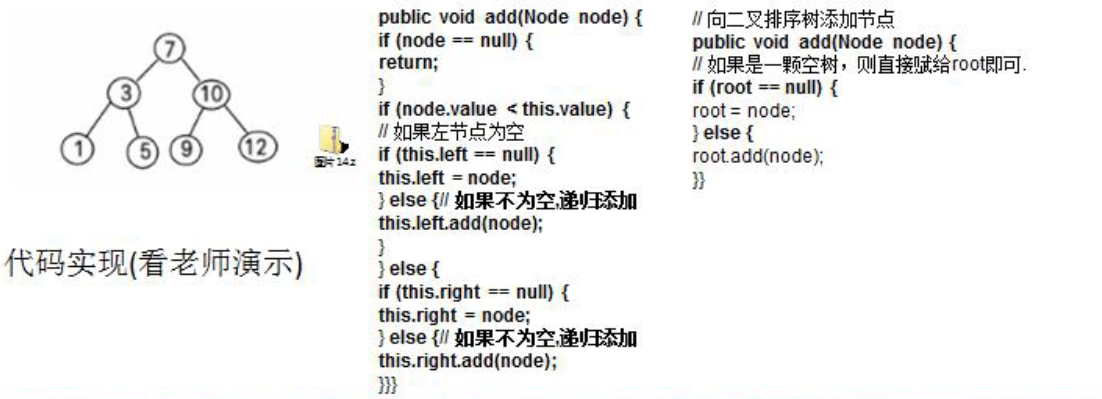 7
3
10
1
5
9
12
图片14.z
代码实现(看老师演示)
public void add(Node node) {
if (node == null) {
return;
}
if (node.value < this.value) {
// 如果左节点为空
if (this.left == null) {
this.left = node;
} else {// 如果不为空,递归添加
this.left.add(node);
}
} else {
if (this.right == null) {
this.right = node;
} else {// 如果不为空,递归添加
this.right.add(node);
}}}
// 向二叉排序树添加节点
public void add(Node node) {
// 如果是一颗空树，则直接赋给root即可.
if (root == null) {
root = node;
} else {
root.add(node);
}}